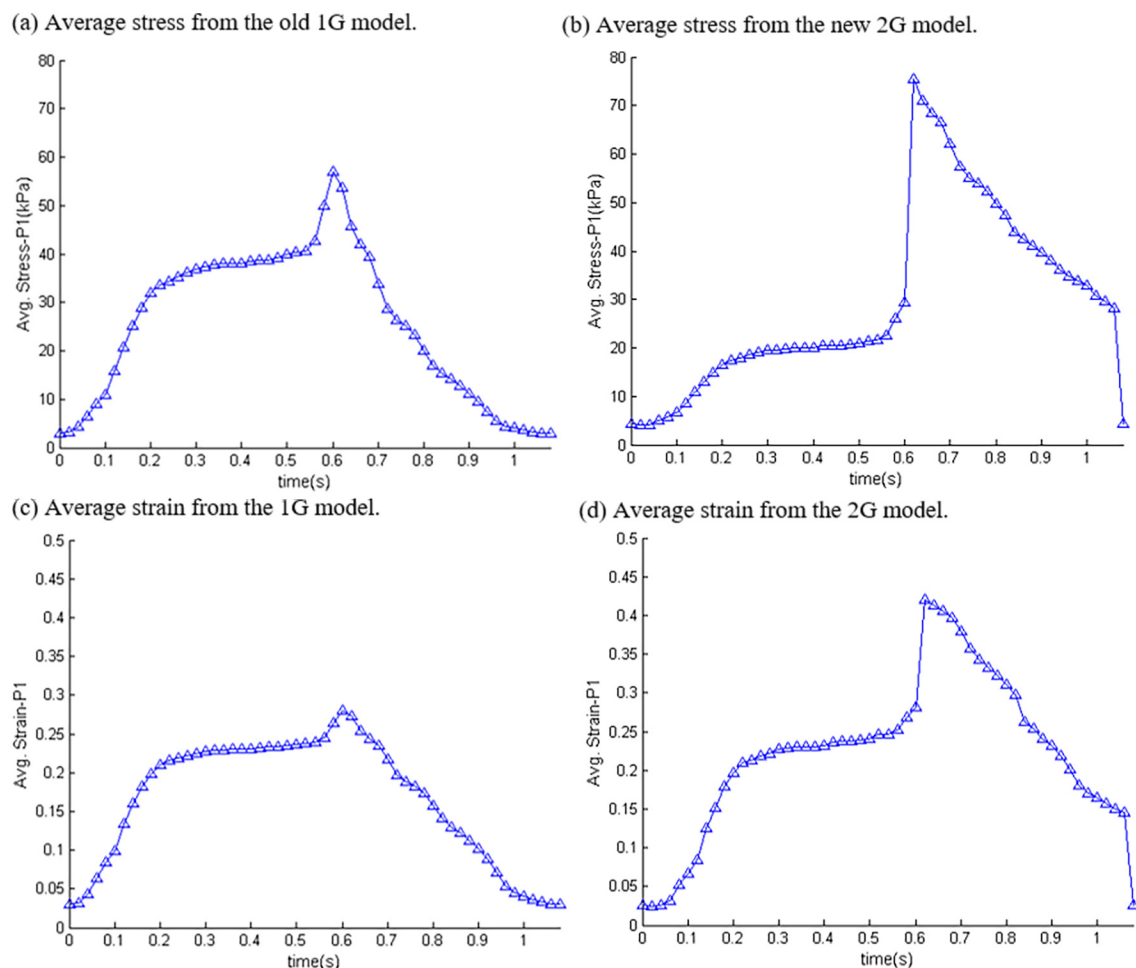 (a) Average stress from the old 1G model.
80
70
60
50
40
30
20
10
0
Avg. Stress-P1(kPa)
0 0.1 0.2 0.3 0.4 0.5 0.6 0.7 0.8 0.9 1
time(s)
(b) Average stress from the new 2G model.
80
70
60
50
40
30
20
10
0
Avg. Stress-P1(kPa)
0 0.1 0.2 0.3 0.4 0.5 0.6 0.7 0.8 0.9 1
time(s)
(c) Average strain from the 1G model.
0.5
0.45
0.4
0.35
0.3
0.25
0.2
0.15
0.1
0.05
0
Avg. Strain-P1
0 0.1 0.2 0.3 0.4 0.5 0.6 0.7 0.8 0.9 1
time(s)
(d) Average strain from the 2G model.
0.5
0.45
0.4
0.35
0.3
0.25
0.2
0.15
0.1
0.05
0
Avg. Strain-P1
0 0.1 0.2 0.3 0.4 0.5 0.6 0.7 0.8 0.9 1
time(s)